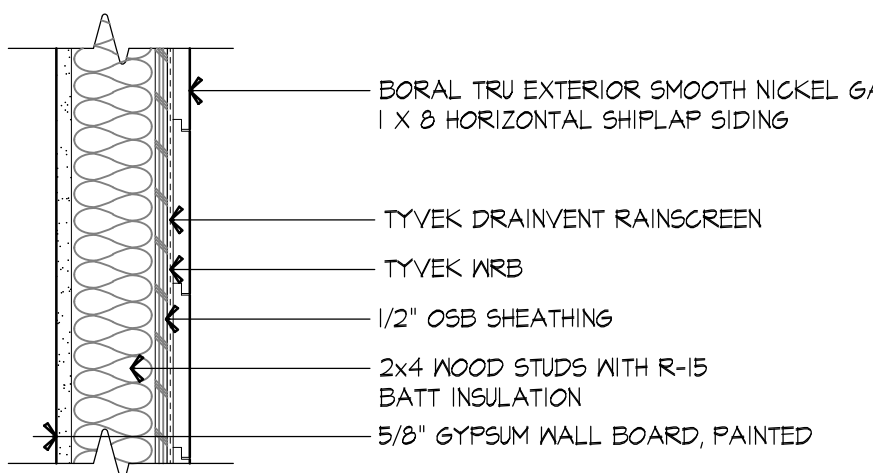 BORAL TRU EXTERIOR SMOOTH NICKEL
1 X 8 HORIZONTAL SHIPLAP SIDING
TYVEK DRAINVENT RAINSCREEN
TYVEK WRB
1/2" OSB SHEATHING
2x4 WOOD STUDS WITH R-15
BATT INSULATION
5/8" GYPSUM WALL BOARD, PAINTED